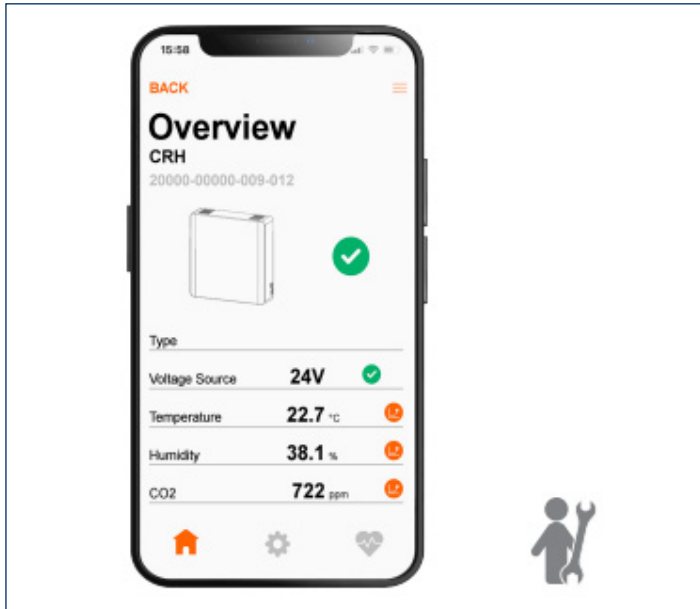 15:58
BACK
Overview
CRH
20000-00000-009-012
Type
Voltage Source 24V
Temperature 22.7 °C
Humidity 38.1 %
CO2 722 ppm